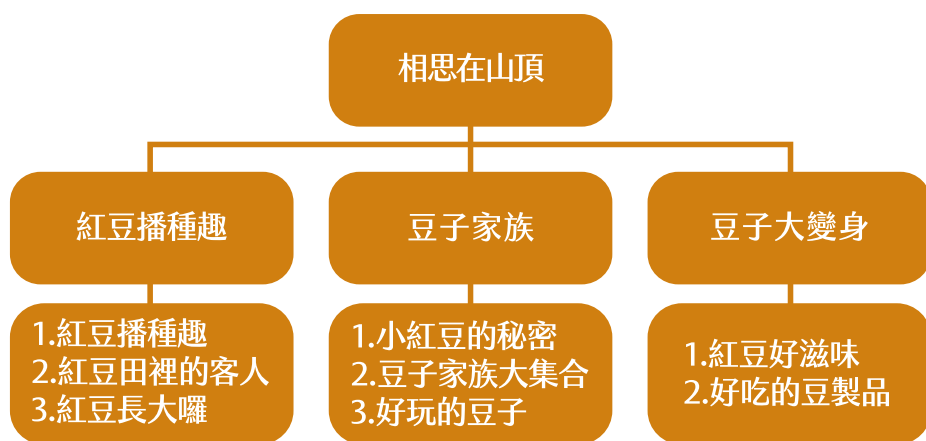 相思在山頂
紅豆播種趣
豆子家族
豆子大變身
1.紅豆播種趣
2.紅豆田裡的客人
3.紅豆長大囉
1.小紅豆的秘密
2.豆子家族大集合
3.好玩的豆子
1.紅豆好滋味
2.好吃的豆製品